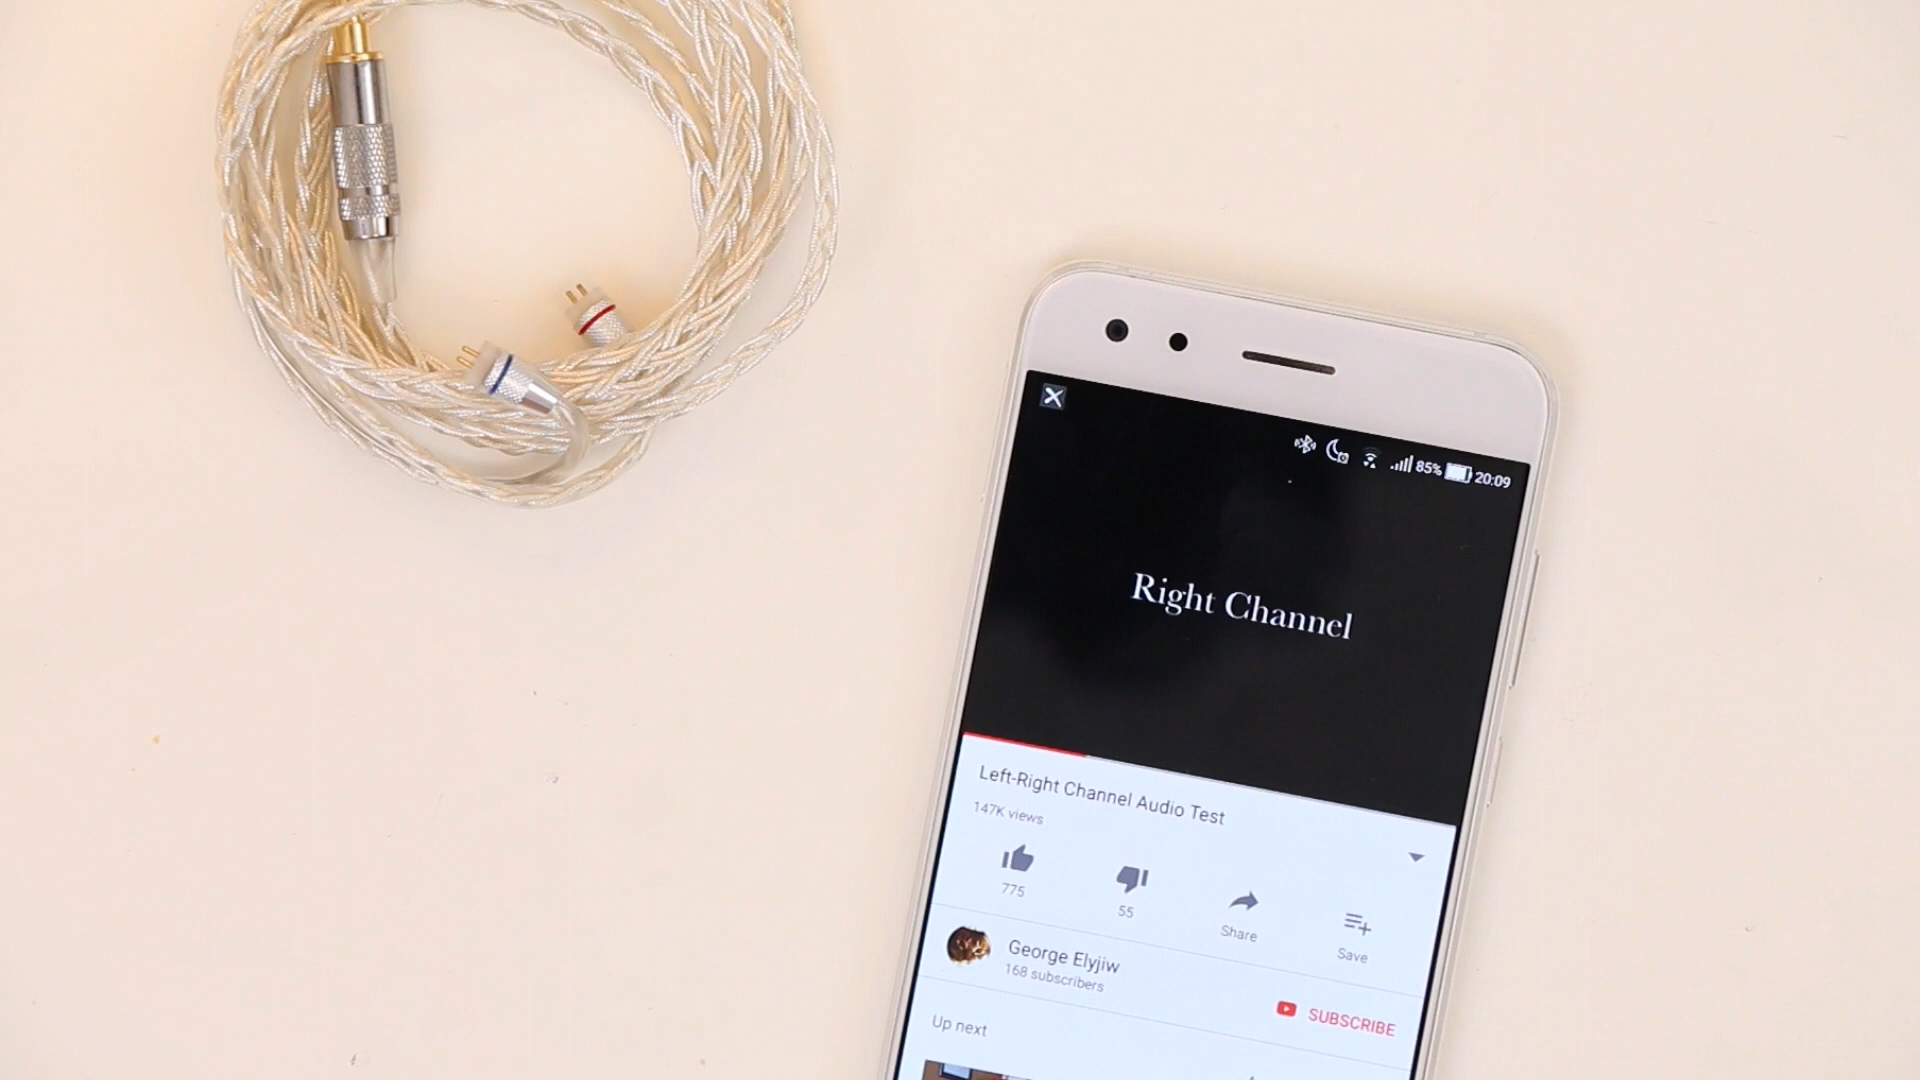 85% 20:09
Right Channel
Left-Right Channel Audio Test
147K views
775
55
Share
Save
George Elyjiw
168 subscribers
SUBSCRIBE
Up next